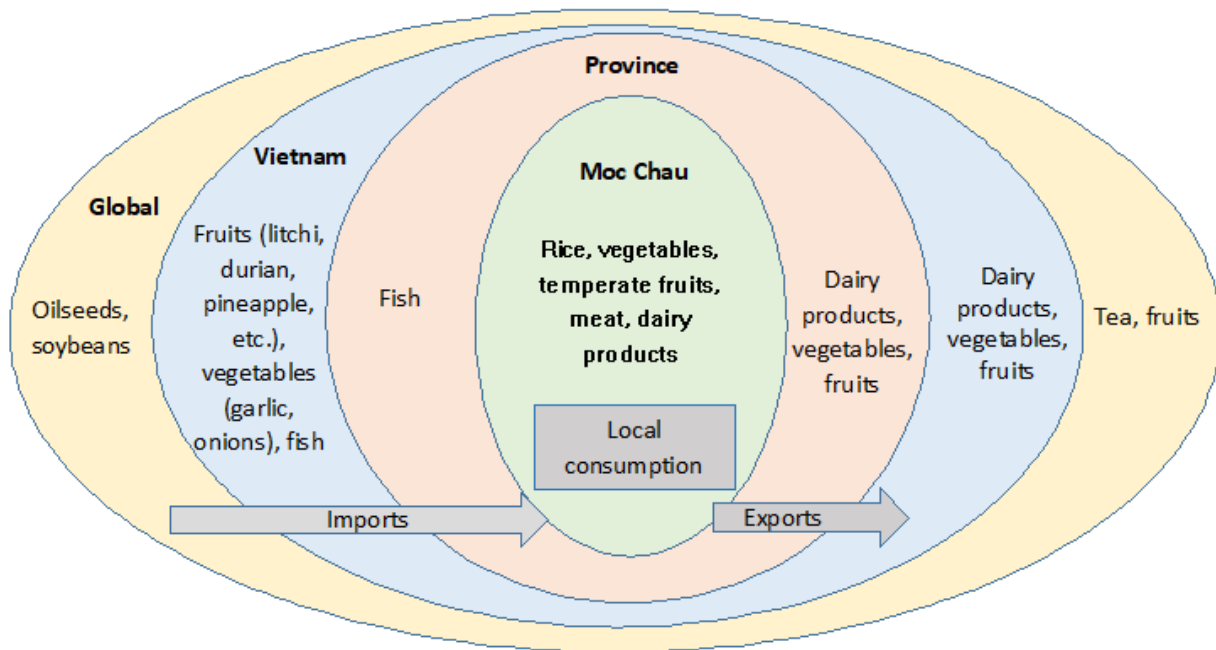 Province
Vietnam
Moc Chau
Global
Fruits (litchi,
durian,
pineapple,
etc.),
vegetables
(garlic,
onions), fish
Oilseeds,
soybeans
Fish
Rice, vegetables,
temperate fruits,
meat, dairy
products
Dairy
products,
vegetables,
fruits
Dairy
products,
vegetables,
fruits
Tea, fruits
Local
consumption
Imports
Exports